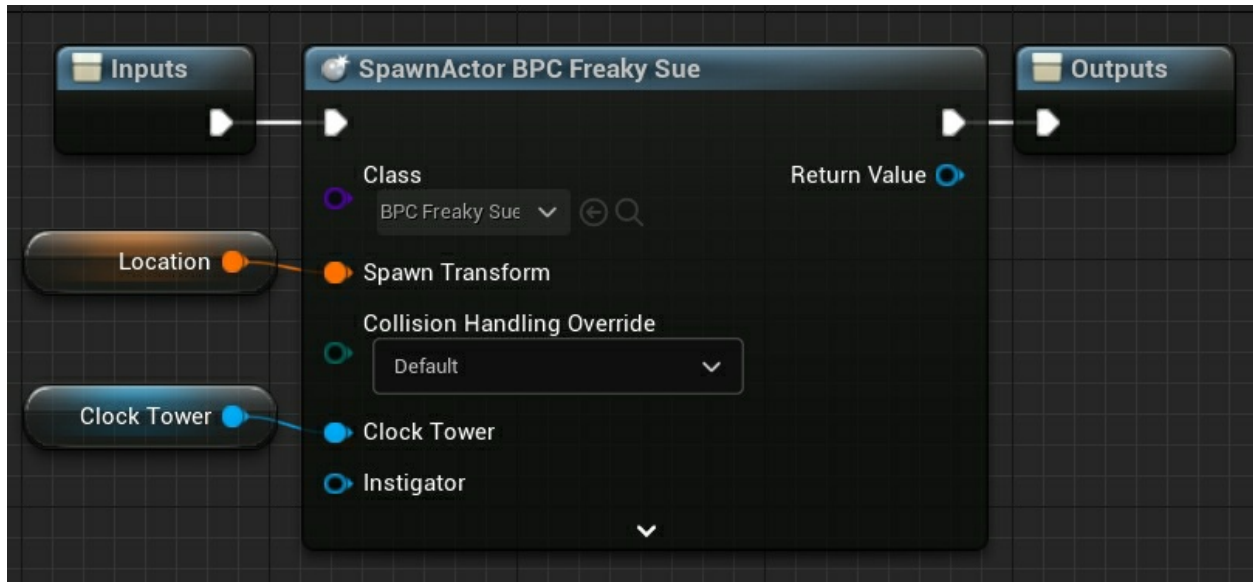 Inputs
SpawnActor BPC Freaky Sue
Outputs
Class
Return Value
BPC Freaky Sue
Location
Spawn Transform
Collision Handling Override
Default
Clock Tower
Clock Tower
Instigator